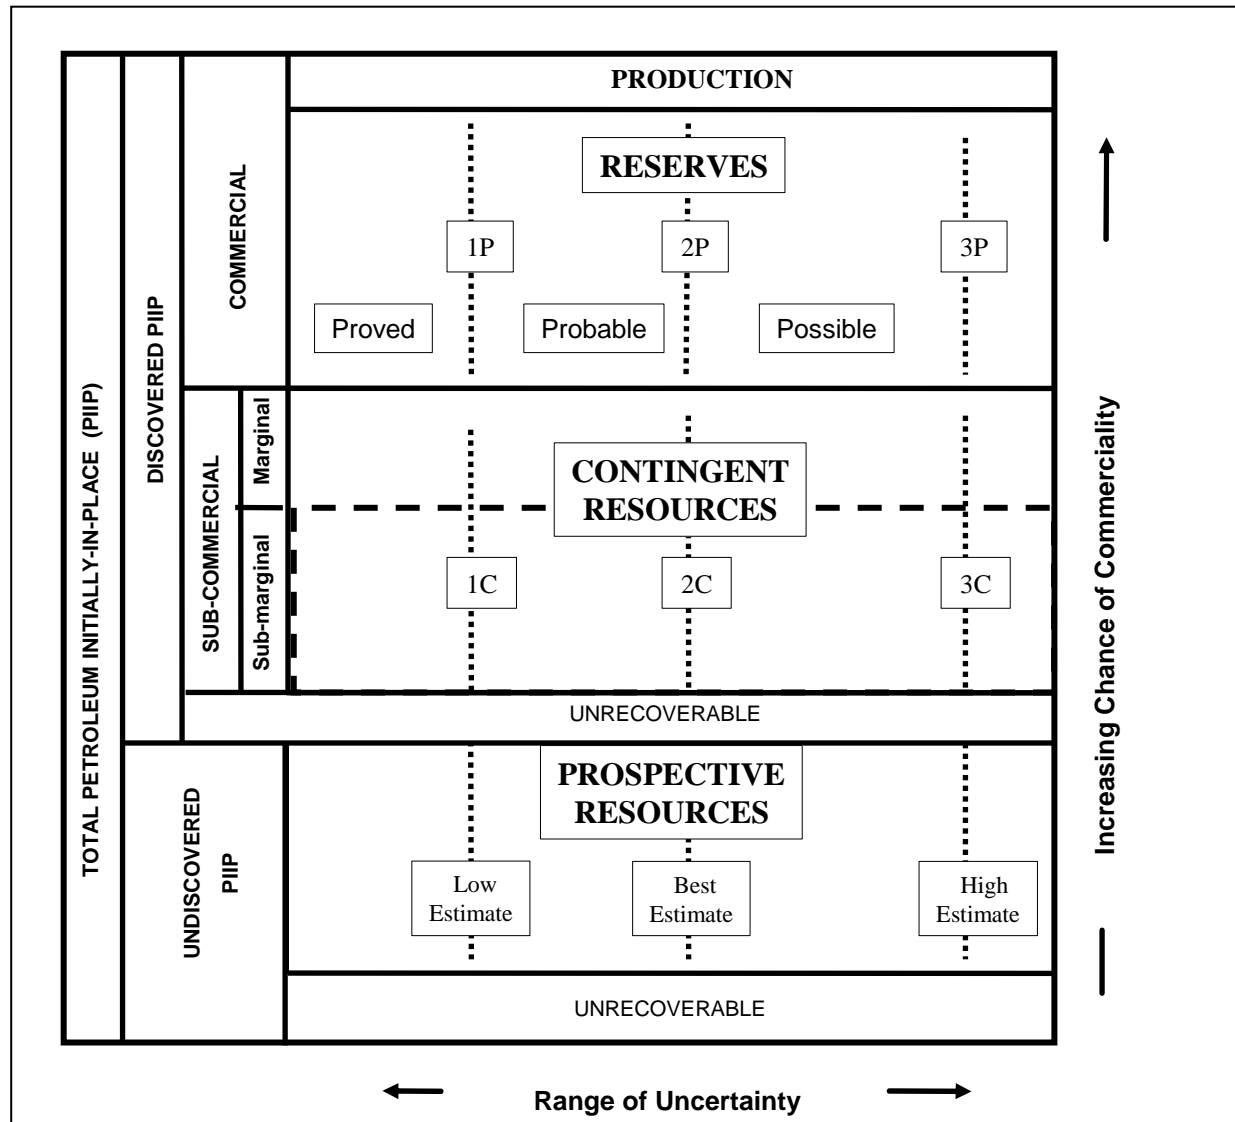 TOTAL PETROLEUM INITIALLY-IN-PLACE (PIIP)
DISCOVERED PIIP
COMMERCIAL
PRODUCTION
RESERVES
1P
2P
3P
Proved
Probable
Possible
SUB-COMMERCIAL
Marginal
Sub-marginal
CONTINGENT
RESOURCES
1C
2C
3C
UNRECOVERABLE
UNDISCOVERED
PIIP
PROSPECTIVE
RESOURCES
Low
Estimate
Best
Estimate
High
Estimate
UNRECOVERABLE
Increasing Chance of Commerciality
Range of Uncertainty